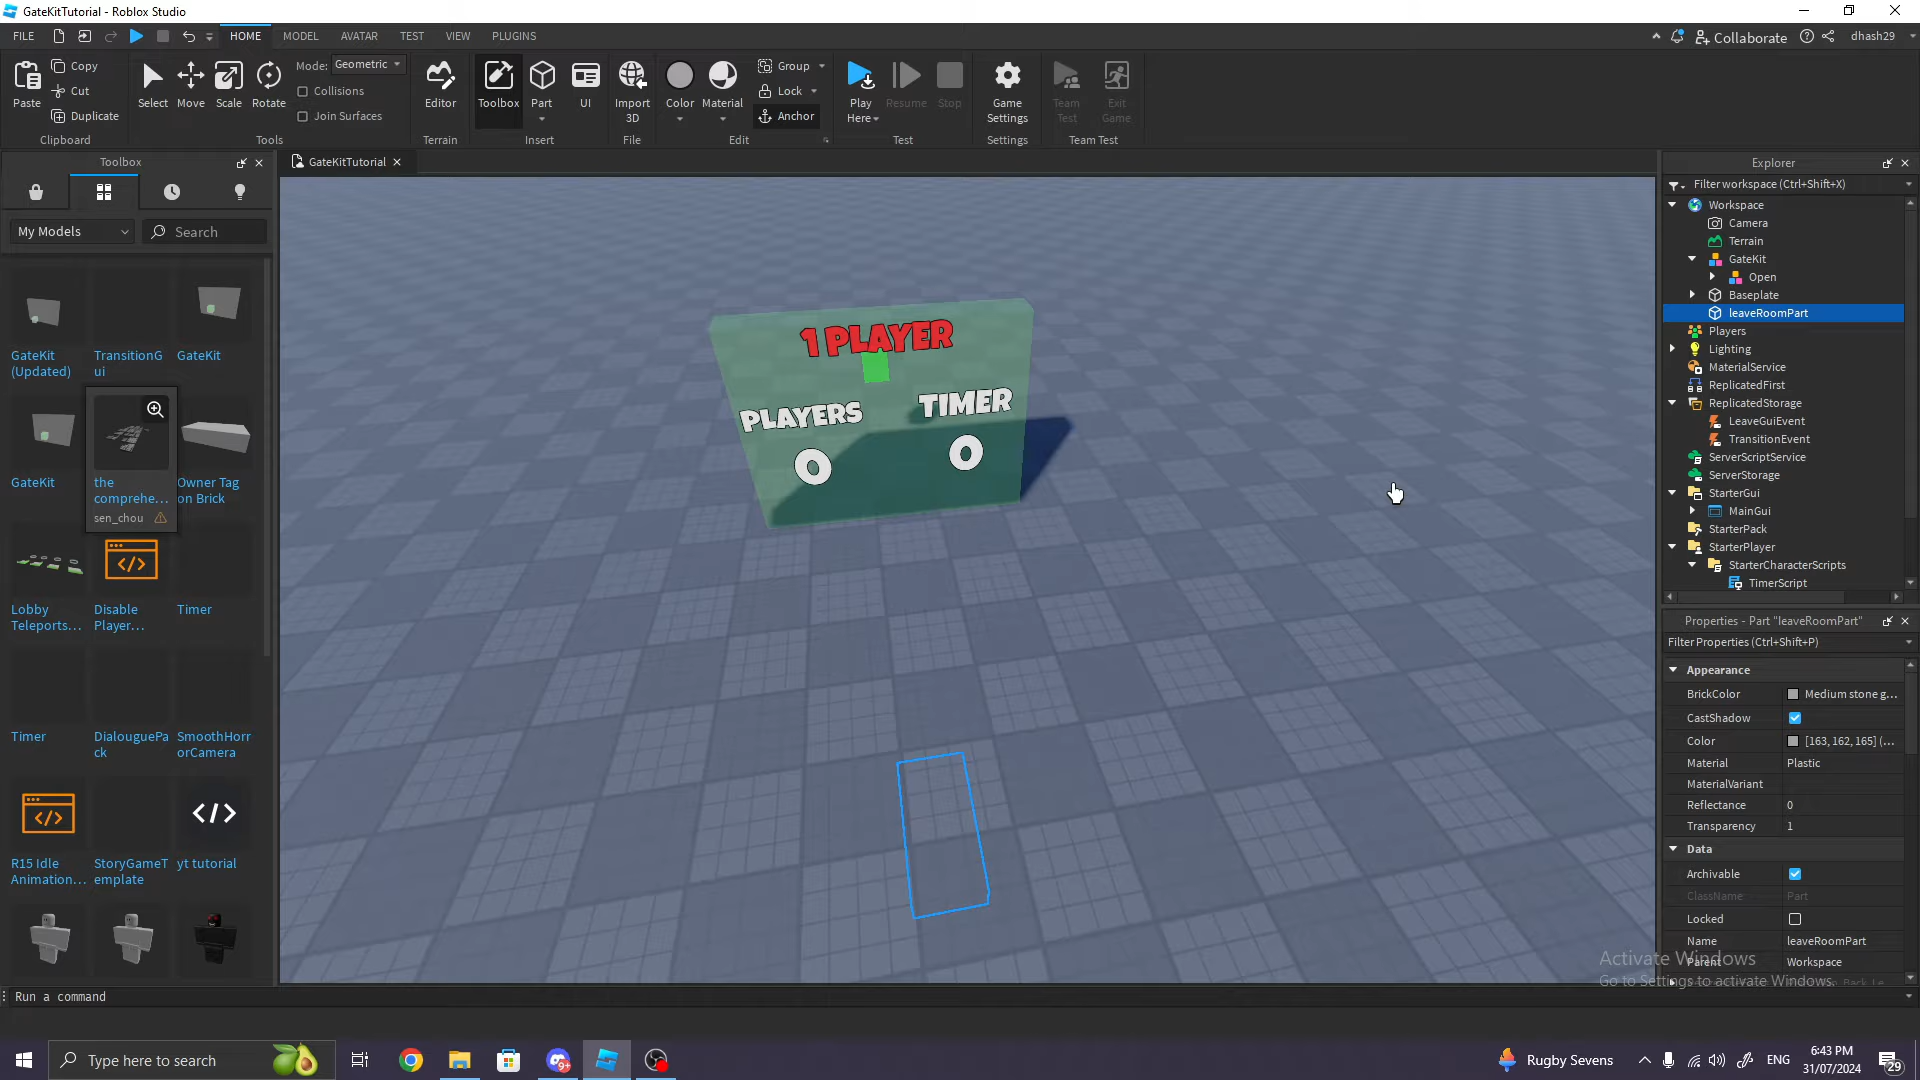 GateKitTutorial - Roblox Studio
FILE
HOME
MODEL
AVATAR
TEST
VIEW
PLUGINS
Collaborate
dhash29
Paste
Copy
Cut
Duplicate
Clipboard
Select
Move
Scale
Rotate
Mode:
Geometric
Collisions
Join Surfaces
Tools
Editor
Terrain
Toolbox
Part
UI
Insert
Import
3D
File
Color
Material
Group
Lock
Anchor
Edit
Play
Here
Resume
Stop
Test
Game
Settings
Settings
Team
Test
Exit
Game
Team Test
Toolbox
GateKitTutorial
My Models
Search
GateKit
(Updated)
TransitionG
ui
GateKit
GateKit
the
comprehe...
sen_chou
Owner Tag
on Brick
Lobby
Teleports...
Disable
Player...
Timer
Timer
DialouguePa
ck
SmoothHorr
orCamera
R15 Idle
Animation...
StoryGameT
emplate
yt tutorial
1 PLAYER
PLAYERS
TIMER
0
0
Explorer
Filter workspace (Ctrl+Shift+X)
Workspace
Camera
Terrain
GateKit
Open
Baseplate
leaveRoomPart
Players
Lighting
MaterialService
ReplicatedFirst
ReplicatedStorage
LeaveGuiEvent
TransitionEvent
ServerScriptService
ServerStorage
StarterGui
MainGui
StarterPack
StarterPlayer
StarterCharacterScripts
TimerScript
Properties - Part "leaveRoomPart"
Filter Properties (Ctrl+Shift+P)
Appearance
BrickColor
Medium stone g...
CastShadow
Color
[163, 162, 165] (...
Material
Plastic
MaterialVariant
Reflectance
0
Transparency
1
Data
Archivable
ClassName
Part
Locked
Name
leaveRoomPart
Parent
Workspace
Activate Windows
Go to Settings to activate Windows.
Run a command
Type here to search
9+
Rugby Sevens
ENG
6:43 PM
31/07/2024
29